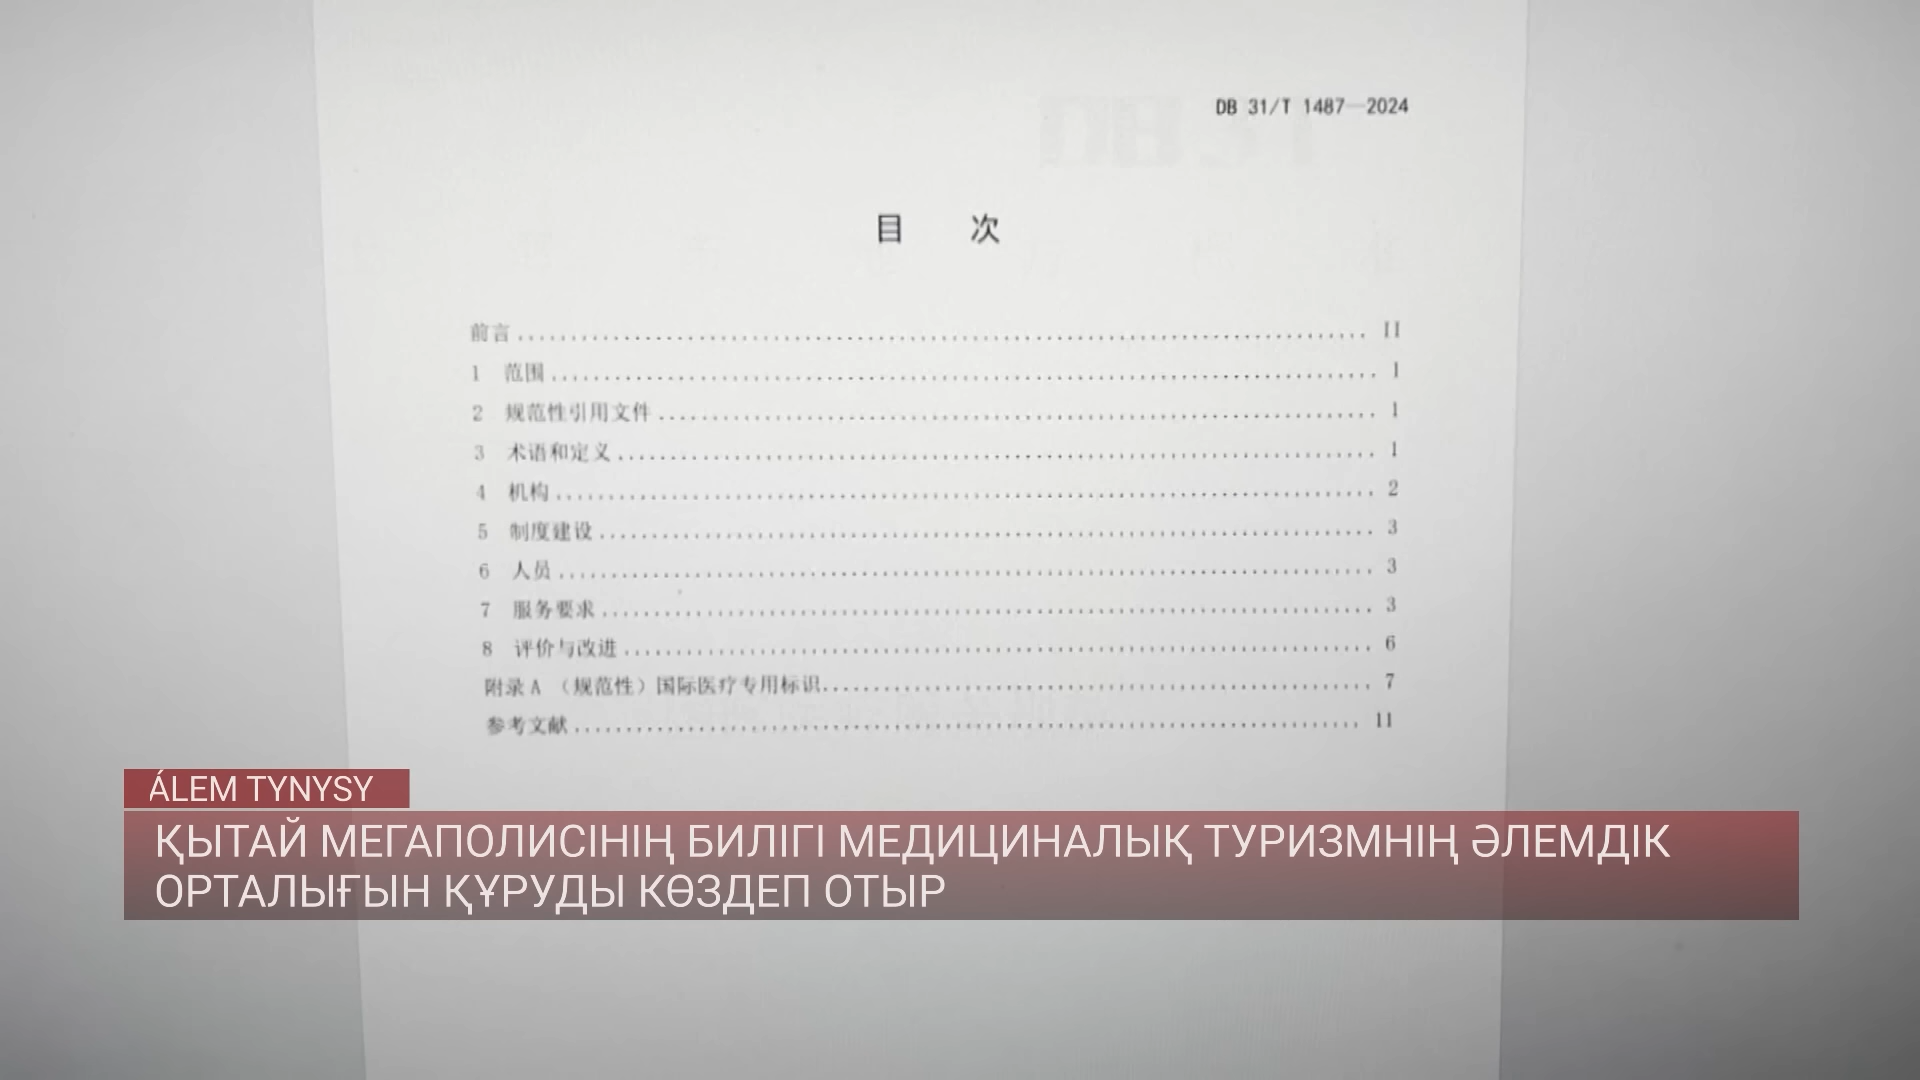 DB 31/T 1487—2024
目 次
前言 II
1 范围 1
2 规范性引用文件 1
3 术语和定义 1
4 机构 2
5 制度建设 3
6 人员 3
7 服务要求 3
8 评价与改进 6
附录 A （规范性）国际医疗专用标识 7
参考文献 11
ÁLEM TYNYSY
ҚЫТАЙ МЕГАПОЛИСІНІҢ БИЛІГІ МЕДИЦИНАЛЫҚ ТУРИЗМНІҢ ӘЛЕМДІК
ОРТАЛЫҒЫН ҚҰРУДЫ КӨЗДЕП ОТЫР